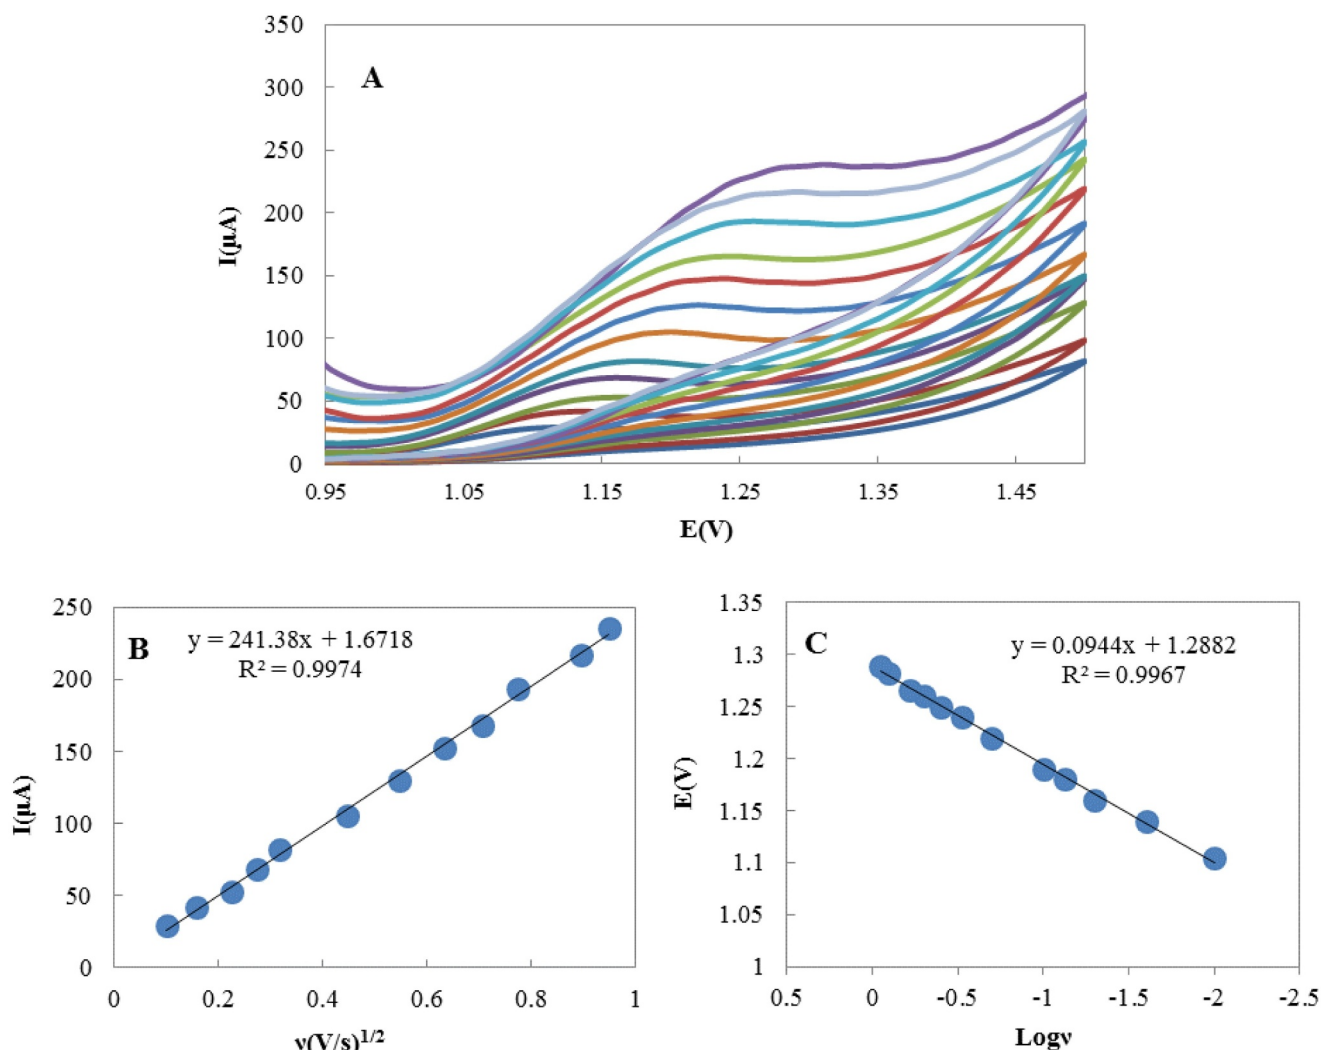 A
350
300
250
200
150
100
50
0
I(µA)
0.95 1.05 1.15 1.25 1.35 1.45
E(V)
B
y = 241.38x + 1.6718
R² = 0.9974
250
200
150
100
50
0
I(µA)
0 0.2 0.4 0.6 0.8 1
ν(V/s)^1/2
C
y = 0.0944x + 1.2882
R² = 0.9967
1.35
1.3
1.25
1.2
1.15
1.1
1.05
1
E(V)
0.5 0 -0.5 -1 -1.5 -2 -2.5
Logν